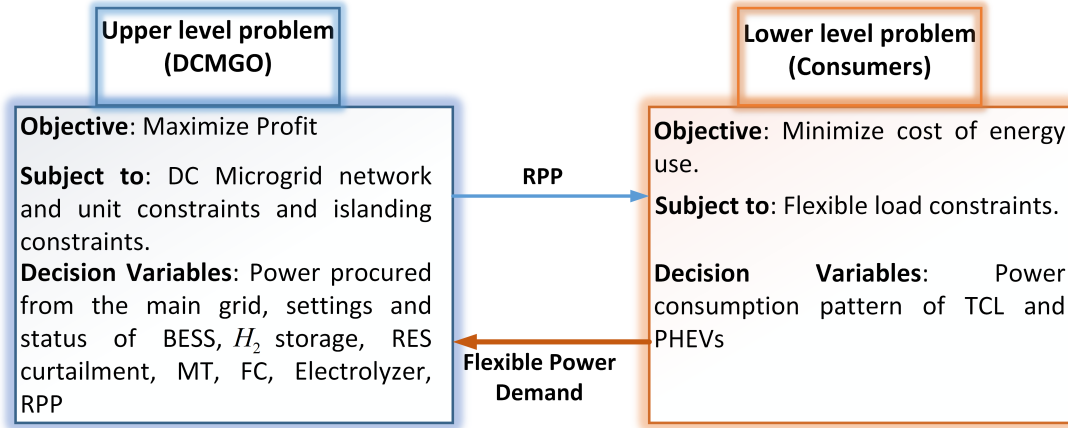 Upper level problem
(DCMGO)
Objective: Maximize Profit
Subject to: DC Microgrid network
and unit constraints and islanding
constraints.
Decision Variables: Power procured
from the main grid, settings and
status of BESS, H₂ storage, RES
curtailment, MT, FC, Electrolyzer,
RPP
RPP
Flexible Power
Demand
Lower level problem
(Consumers)
Objective: Minimize cost of energy
use.
Subject to: Flexible load constraints.
Decision Variables: Power
consumption pattern of TCL and
PHEVs